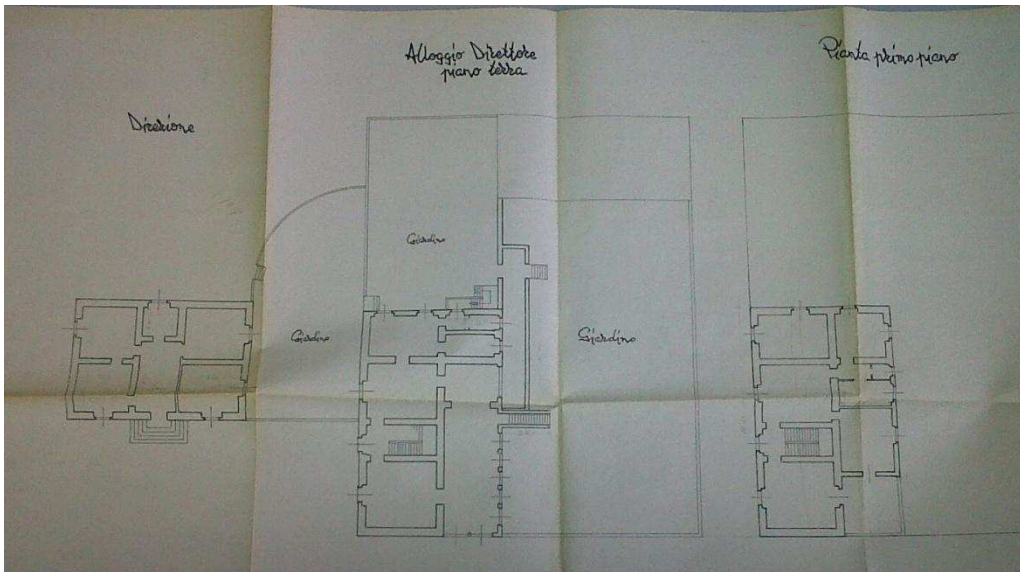 Direzione
Alloggio Direttore
piano terra
Pianta primo piano
Giardino
Giardino
Giardino